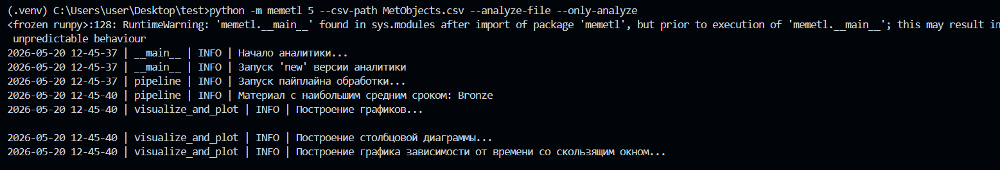 (.venv) C:\Users\user\Desktop\test>python -m memetl 5 --csv-path MetObjects.csv --analyze-file --only-analyze
<frozen runpy>:128: RuntimeWarning: 'memetl.__main__' found in sys.modules after import of package 'memetl', but prior to execution of 'memetl.__main__'; this may result in
unpredictable behaviour
2026-05-20 12-45-37 | __main__ | INFO | Начало аналитики...
2026-05-20 12-45-37 | __main__ | INFO | Запуск 'new' версии аналитики
2026-05-20 12-45-37 | pipeline | INFO | Запуск пайплайна обработки...
2026-05-20 12-45-40 | pipeline | INFO | Материал с наибольшим средним сроком: Bronze
2026-05-20 12-45-40 | visualize_and_plot | INFO | Построение графиков...
2026-05-20 12-45-40 | visualize_and_plot | INFO | Построение столбцовой диаграммы...
2026-05-20 12-45-40 | visualize_and_plot | INFO | Построение графика зависимости от времени со скользящим окном...